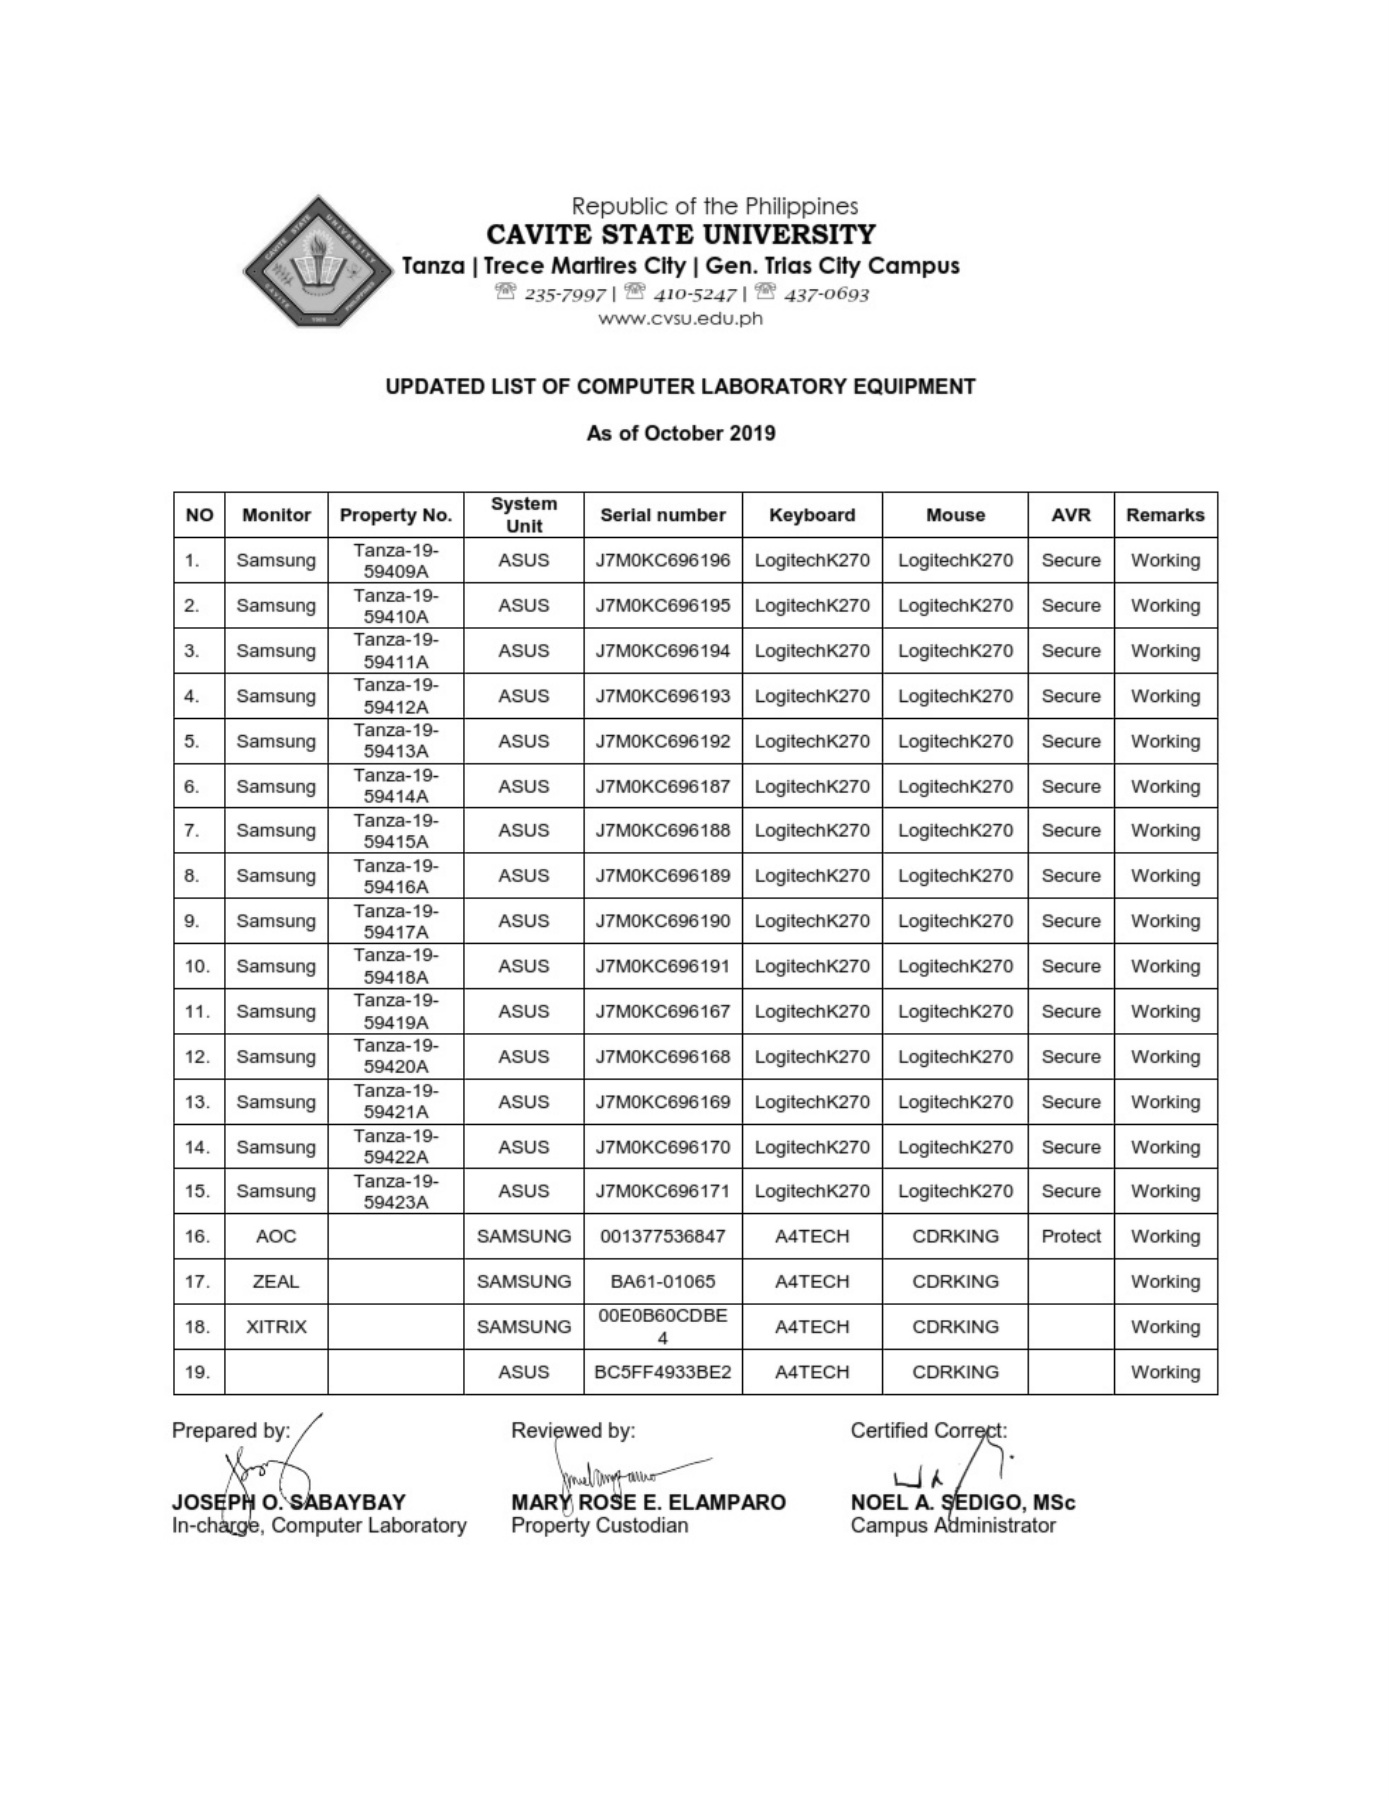 Republic of the Philippines
CAVITE STATE UNIVERSITY
Tanza | Trece Martires City | Gen. Trias City Campus
☏ 235-7997 | ☏ 410-5247 | ☏ 437-0693
www.cvsu.edu.ph
CAVITE STATE UNIVERSITY
CAVITE PHILIPPINES
UPDATED LIST OF COMPUTER LABORATORY EQUIPMENT
As of October 2019
NO Monitor Property No. System Unit Serial number Keyboard Mouse AVR Remarks
1. Samsung Tanza-19-59409A ASUS J7M0KC696196 LogitechK270 LogitechK270 Secure Working
2. Samsung Tanza-19-59410A ASUS J7M0KC696195 LogitechK270 LogitechK270 Secure Working
3. Samsung Tanza-19-59411A ASUS J7M0KC696194 LogitechK270 LogitechK270 Secure Working
4. Samsung Tanza-19-59412A ASUS J7M0KC696193 LogitechK270 LogitechK270 Secure Working
5. Samsung Tanza-19-59413A ASUS J7M0KC696192 LogitechK270 LogitechK270 Secure Working
6. Samsung Tanza-19-59414A ASUS J7M0KC696187 LogitechK270 LogitechK270 Secure Working
7. Samsung Tanza-19-59415A ASUS J7M0KC696188 LogitechK270 LogitechK270 Secure Working
8. Samsung Tanza-19-59416A ASUS J7M0KC696189 LogitechK270 LogitechK270 Secure Working
9. Samsung Tanza-19-59417A ASUS J7M0KC696190 LogitechK270 LogitechK270 Secure Working
10. Samsung Tanza-19-59418A ASUS J7M0KC696191 LogitechK270 LogitechK270 Secure Working
11. Samsung Tanza-19-59419A ASUS J7M0KC696167 LogitechK270 LogitechK270 Secure Working
12. Samsung Tanza-19-59420A ASUS J7M0KC696168 LogitechK270 LogitechK270 Secure Working
13. Samsung Tanza-19-59421A ASUS J7M0KC696169 LogitechK270 LogitechK270 Secure Working
14. Samsung Tanza-19-59422A ASUS J7M0KC696170 LogitechK270 LogitechK270 Secure Working
15. Samsung Tanza-19-59423A ASUS J7M0KC696171 LogitechK270 LogitechK270 Secure Working
16. AOC SAMSUNG 001377536847 A4TECH CDRKING Protect Working
17. ZEAL SAMSUNG BA61-01065 A4TECH CDRKING Working
18. XITRIX SAMSUNG 00E0B60CDBE4 A4TECH CDRKING Working
19. ASUS BC5FF4933BE2 A4TECH CDRKING Working
Prepared by: Reviewed by: Certified Correct:
JOSEPH O. SABAYBAY MARY ROSE E. ELAMPARO NOEL A. SEDIGO, MSc
In-charge, Computer Laboratory Property Custodian Campus Administrator